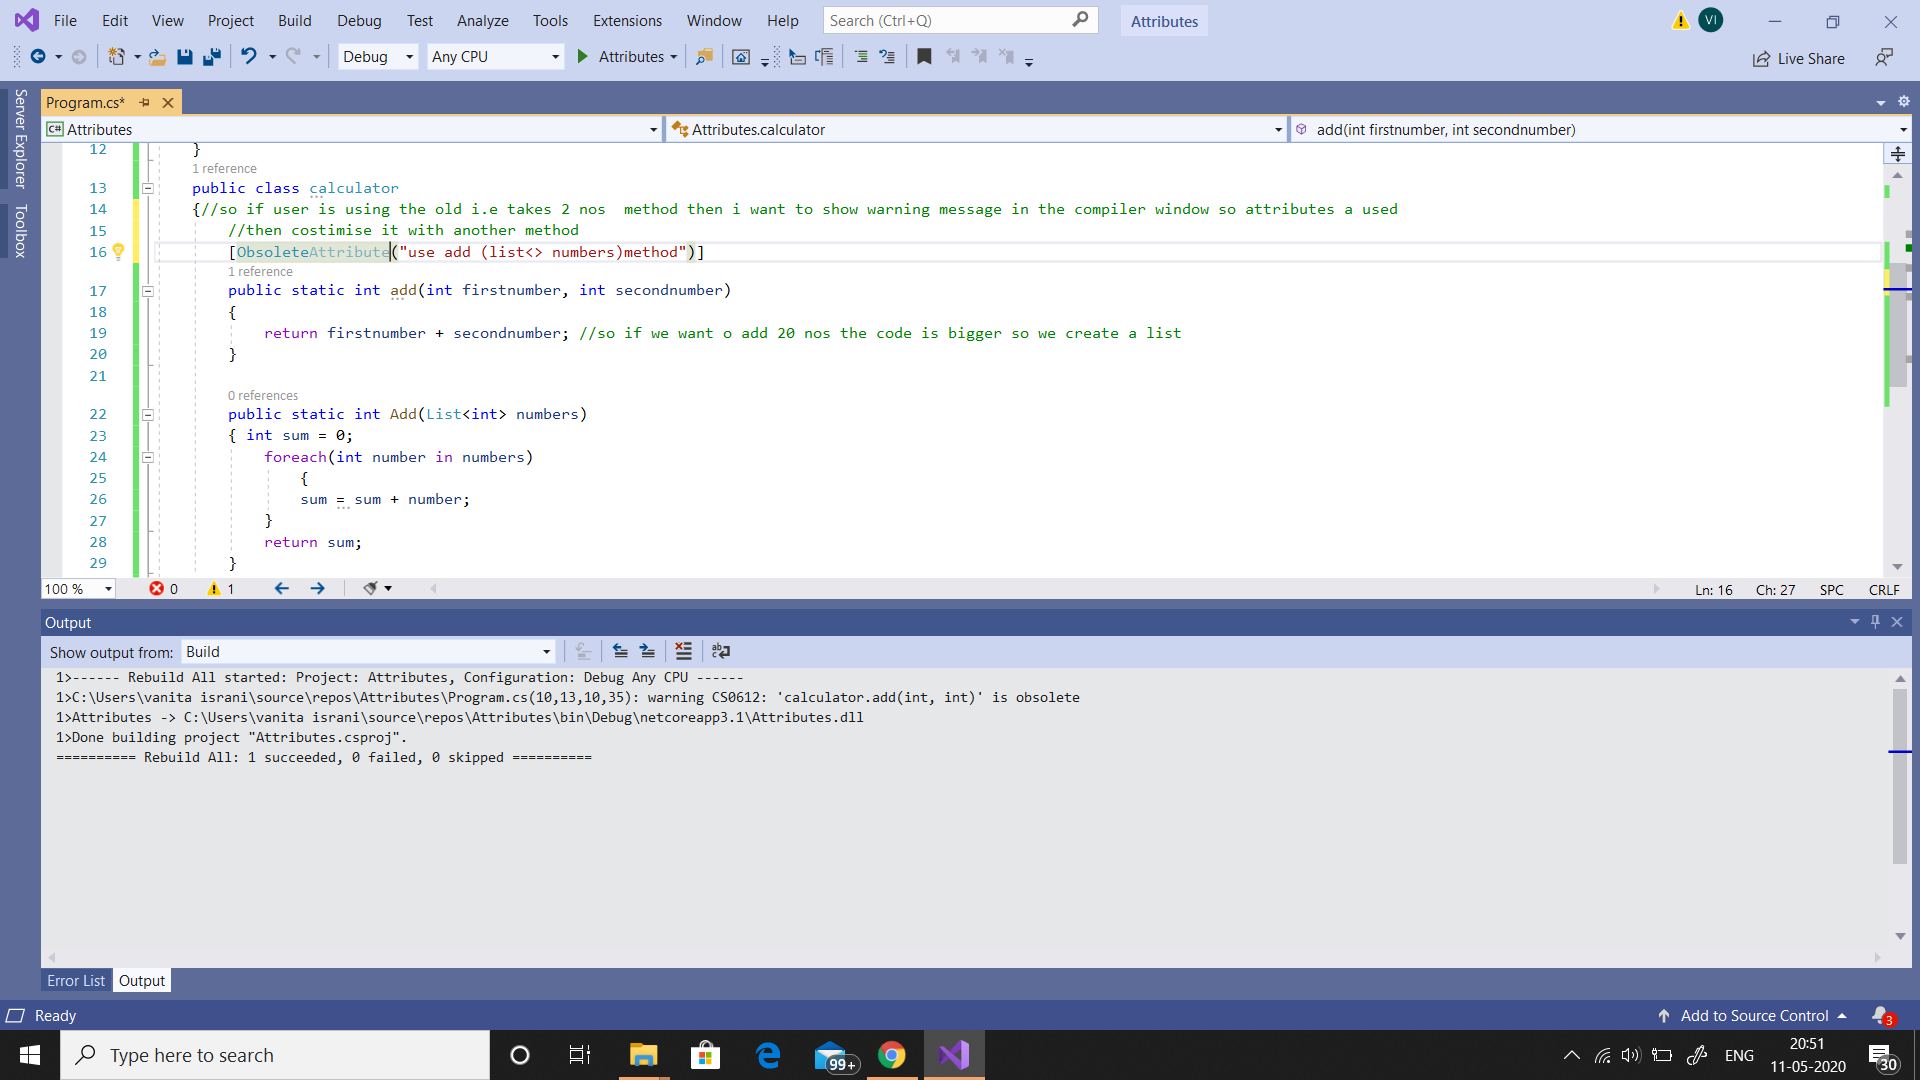 File Edit View Project Build Debug Test Analyze Tools Extensions Window Help Search (Ctrl+Q) Attributes VI
Debug Any CPU Attributes Live Share
Server Explorer
Toolbox
Program.cs*
C# Attributes Attributes.calculator add(int firstnumber, int secondnumber)
12 }
1 reference
13 public class calculator
14 {//so if user is using the old i.e takes 2 nos  method then i want to show warning message in the compiler window so attributes a used
15 //then costimise it with another method
16 [ObsoleteAttribute("use add (list<> numbers)method")]
1 reference
17 public static int add(int firstnumber, int secondnumber)
18 {
19 return firstnumber + secondnumber; //so if we want o add 20 nos the code is bigger so we create a list
20 }
21
0 references
22 public static int Add(List<int> numbers)
23 { int sum = 0;
24 foreach(int number in numbers)
25 {
26 sum = sum + number;
27 }
28 return sum;
29 }
100 % 0 1 Ln: 16 Ch: 27 SPC CRLF
Output
Show output from: Build
1>------ Rebuild All started: Project: Attributes, Configuration: Debug Any CPU ------
1>C:\Users\vanita israni\source\repos\Attributes\Program.cs(10,13,10,35): warning CS0612: 'calculator.add(int, int)' is obsolete
1>Attributes -> C:\Users\vanita israni\source\repos\Attributes\bin\Debug\netcoreapp3.1\Attributes.dll
1>Done building project "Attributes.csproj".
========== Rebuild All: 1 succeeded, 0 failed, 0 skipped ==========
Error List Output
Ready Add to Source Control 3
Type here to search 99+ ENG 20:51 30
11-05-2020